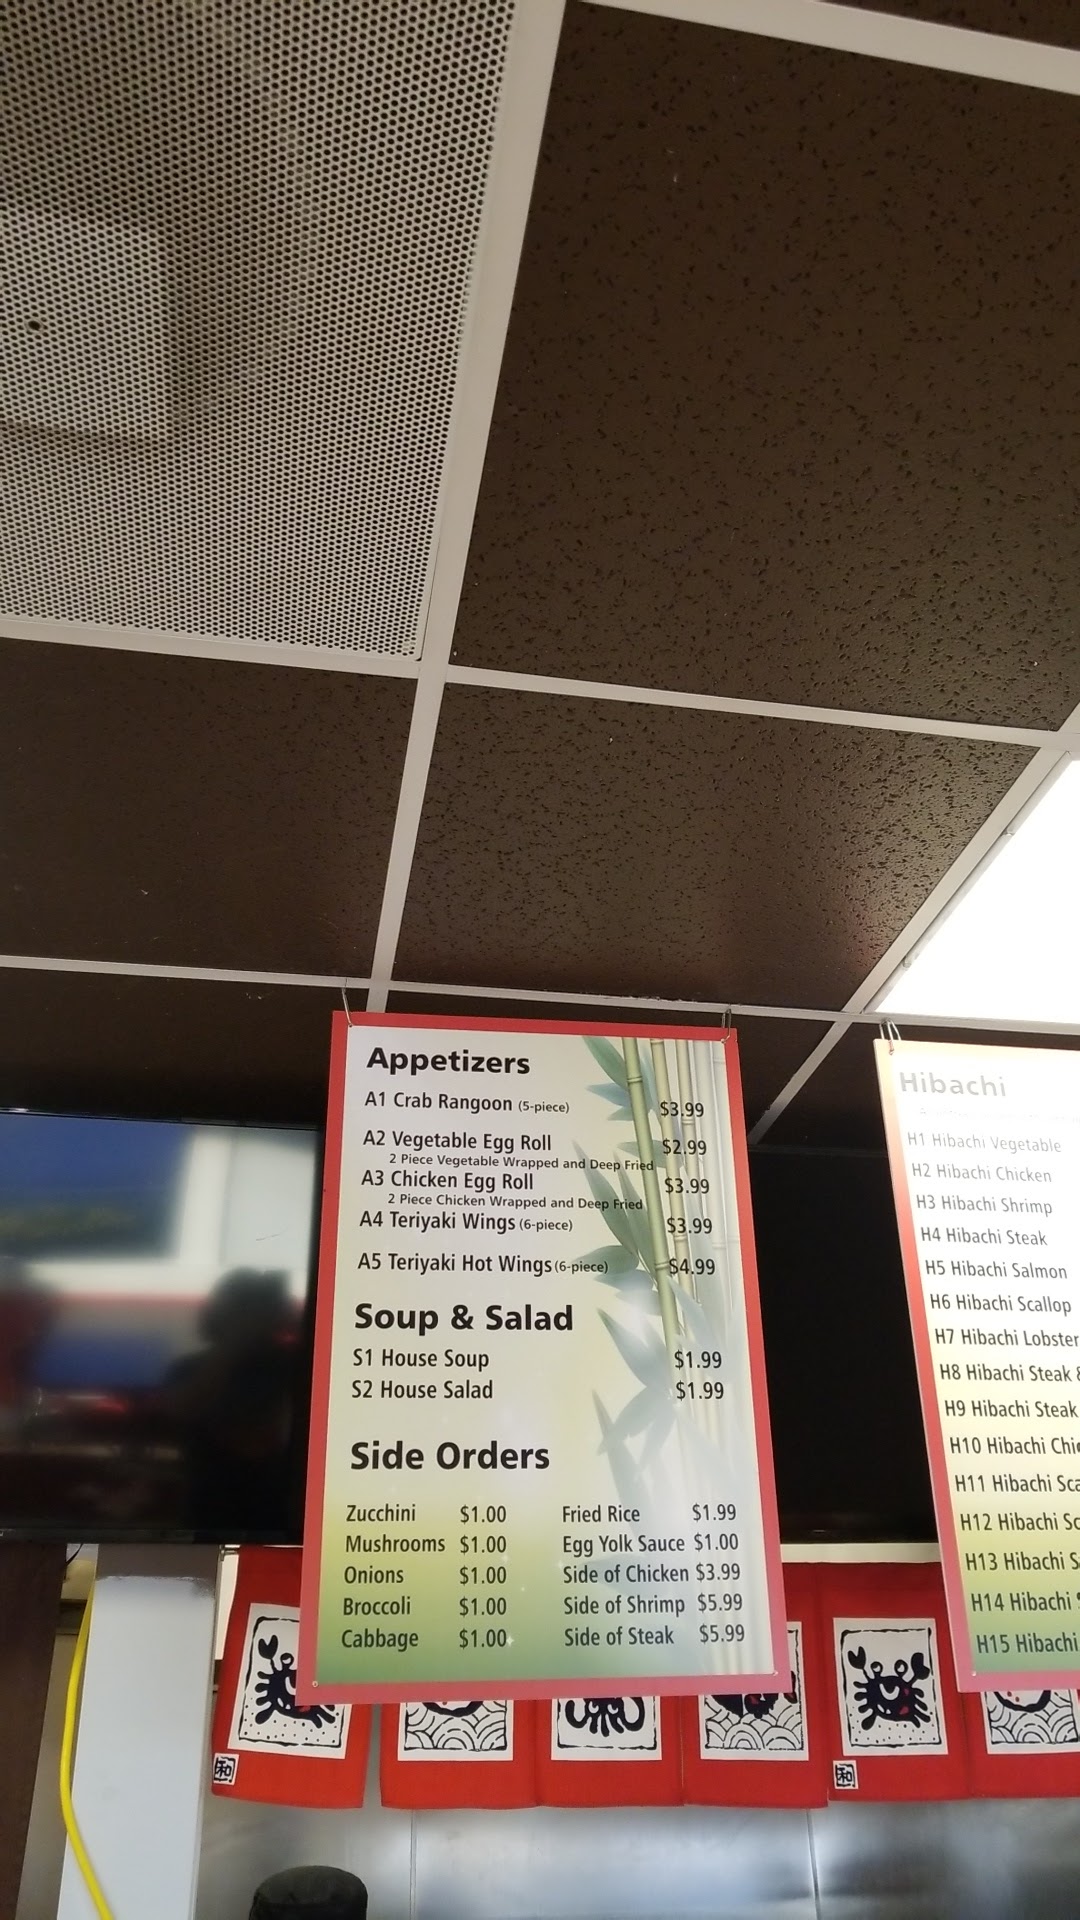 Appetizers
A1 Crab Rangoon (5-piece) $3.99
A2 Vegetable Egg Roll $2.99
2 Piece Vegetable Wrapped and Deep Fried
A3 Chicken Egg Roll $3.99
2 Piece Chicken Wrapped and Deep Fried
A4 Teriyaki Wings (6-piece) $3.99
A5 Teriyaki Hot Wings (6-piece) $4.99
Soup & Salad
S1 House Soup $1.99
S2 House Salad $1.99
Side Orders
Zucchini $1.00 Fried Rice $1.99
Mushrooms $1.00 Egg Yolk Sauce $1.00
Onions $1.00 Side of Chicken $3.99
Broccoli $1.00 Side of Shrimp $5.99
Cabbage $1.00 Side of Steak $5.99
Hibachi
H1 Hibachi Vegetable
H2 Hibachi Chicken
H3 Hibachi Shrimp
H4 Hibachi Steak
H5 Hibachi Salmon
H6 Hibachi Scallop
H7 Hibachi Lobster
H8 Hibachi Steak &
H9 Hibachi Steak
H10 Hibachi
H11 Hibachi
H12 Hibachi
H13 Hibachi
H14 Hibachi
H15 Hibachi
和
和